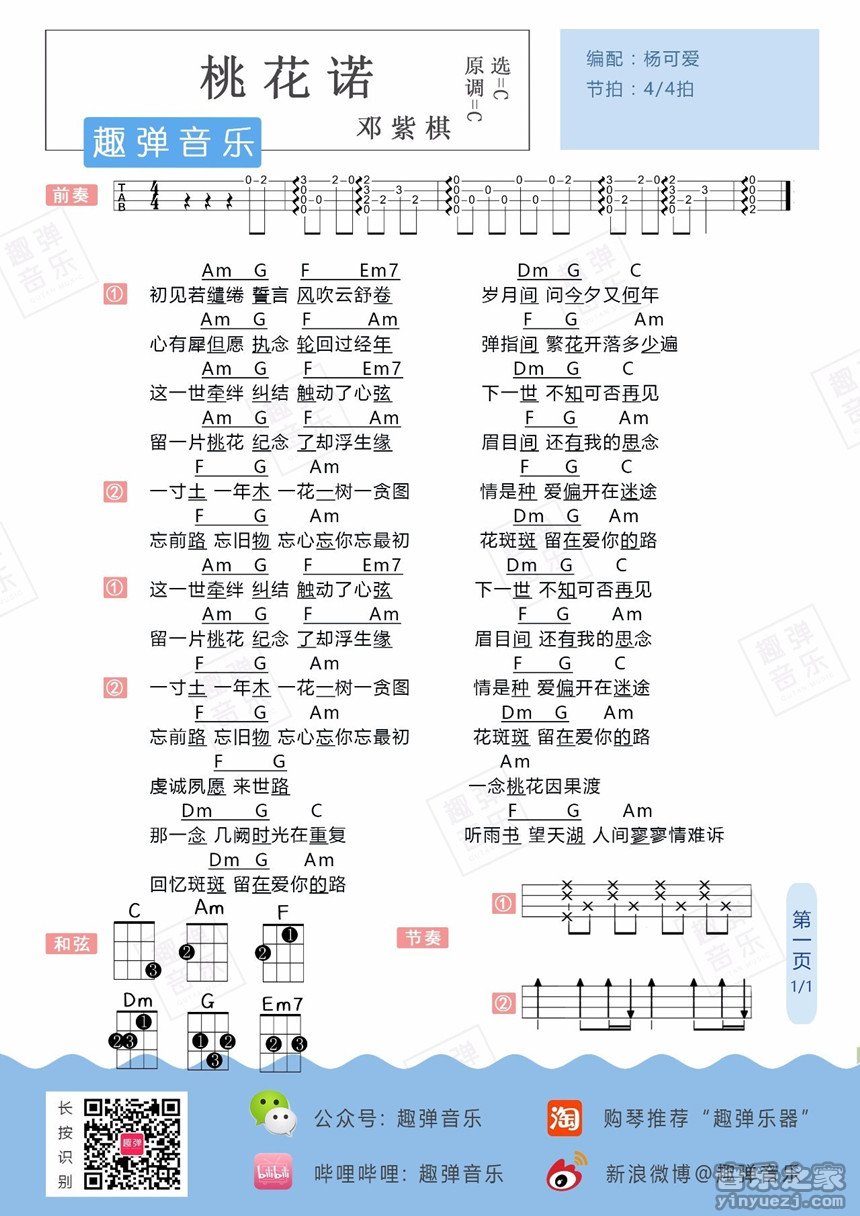 桃花诺
邓紫棋
原调=C
选=C
编配：杨可爱
节拍：4/4拍
趣弹音乐
前奏
T
A
B
4
4
0 2 3 2 0 2 0 2 0 2 0 3
3 3 0 3
0 0 0 2 2 0 0 0 0 0 0 2 2
0 0 0 0 0
Am G F Em7 Dm G C
① 初见若缱绻 誓言 风吹云舒卷 岁月间 问今夕又何年
Am G F Am F G Am
心有犀但愿 执念 轮回过经年 弹指间 繁花开落多少遍
Am G F Em7 Dm G C
这一世牵绊 纠结 触动了心弦 下一世 不知可否再见
Am G F Am F G Am
留一片桃花 纪念 了却浮生缘 眉目间 还有我的思念
F G Am F G C
② 一寸土 一年木 一花一树一贪图 情是种 爱偏开在迷途
F G Am Dm G Am
忘前路 忘旧物 忘心忘你忘最初 花斑斑 留在爱你的路
Am G F Em7 Dm G C
① 这一世牵绊 纠结 触动了心弦 下一世 不知可否再见
Am G F Am F G Am
留一片桃花 纪念 了却浮生缘 眉目间 还有我的思念
F G Am F G C
② 一寸土 一年木 一花一树一贪图 情是种 爱偏开在迷途
F G Am Dm G Am
忘前路 忘旧物 忘心忘你忘最初 花斑斑 留在爱你的路
F G Am
虔诚夙愿 来世路 一念桃花因果渡
Dm G C F G Am
那一念 几阙时光在重复 听雨书 望天湖 人间寥寥情难诉
Dm G Am
回忆斑斑 留在爱你的路
和弦
C Am F
3 2 1 2
Dm G Em7
1 2 3 1 2 3 2 3
节奏
①
②
第一页
1/1
长按识别
趣弹
公众号: 趣弹音乐
淘
购琴推荐“趣弹乐器”
bilibili
哔哩哔哩: 趣弹音乐
新浪微博@趣弹音乐
音乐之家
yinyuezj.com